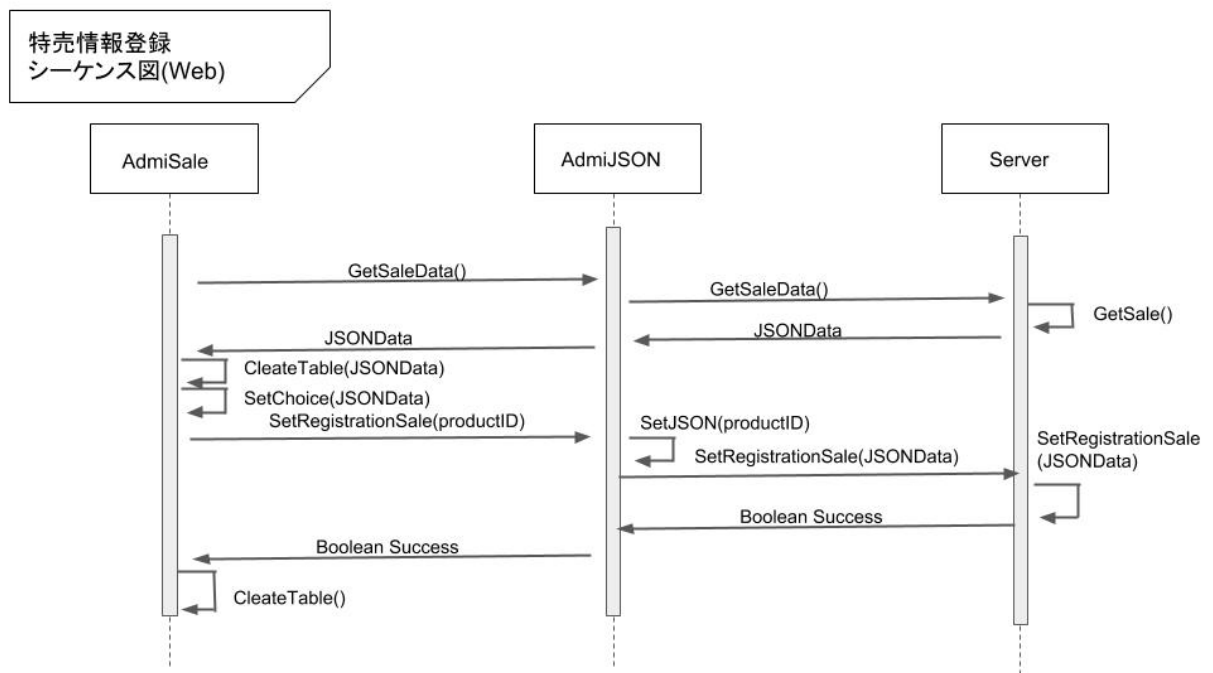 特売情報登録
シーケンス図(Web)
AdmiSale
AdmiJSON
Server
GetSaleData()
GetSaleData()
GetSale()
JSONData
JSONData
CleateTable(JSONData)
SetChoice(JSONData)
SetRegistrationSale(productID)
SetJSON(productID)
SetRegistrationSale(JSONData)
SetRegistrationSale
(JSONData)
Boolean Success
Boolean Success
CleateTable()